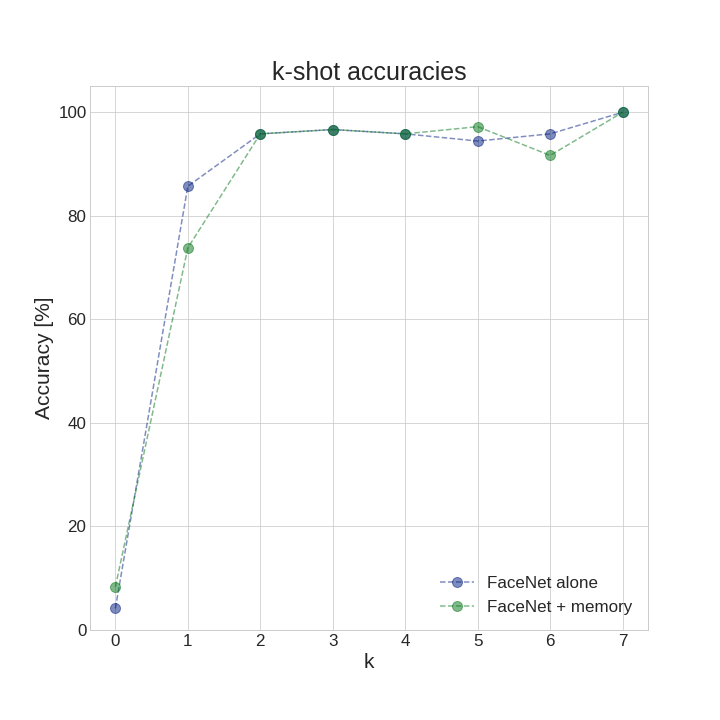 k-shot accuracies
100
80
60
40
20
0
Accuracy [%]
0 1 2 3 4 5 6 7
k
FaceNet alone
FaceNet + memory